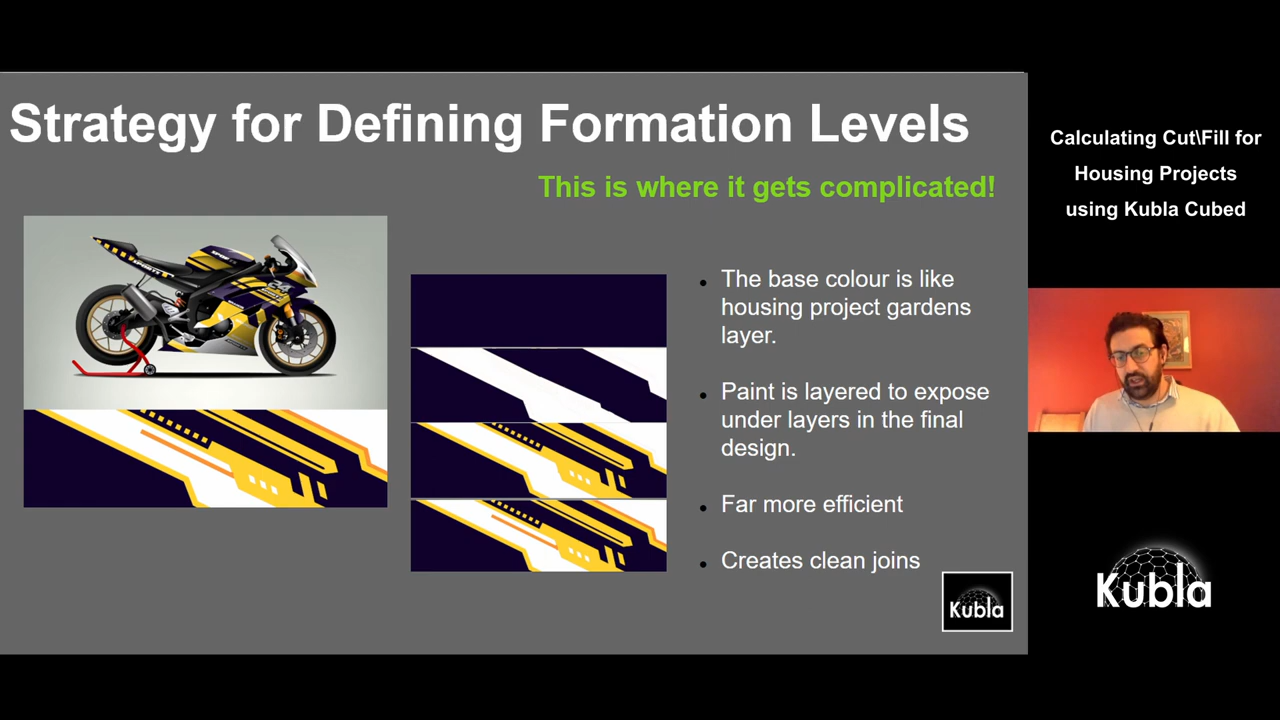 Strategy for Defining Formation Levels
This is where it gets complicated!
The base colour is like
housing project gardens
layer.
Paint is layered to expose
under layers in the final
design.
Far more efficient
Creates clean joins
Kubla
Calculating Cut\Fill for
Housing Projects
using Kubla Cubed
Kubla
24